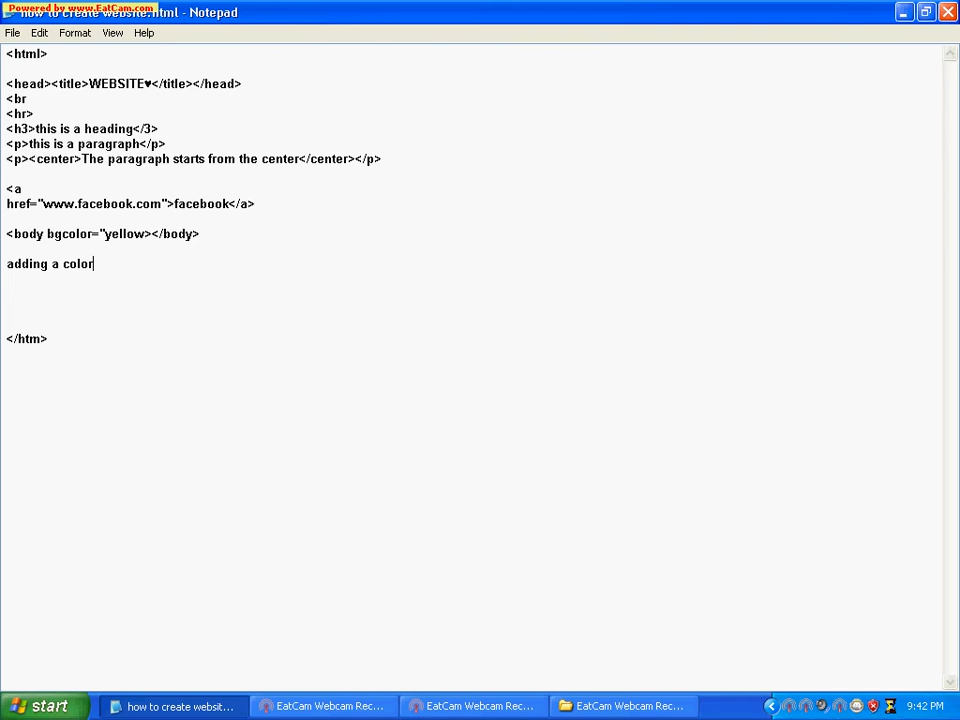 Powered by www.EatCam.com
how to create website.html - Notepad
File Edit Format View Help
<html>
<head><title>WEBSITE♥</title></head>
<br
<hr>
<h3>this is a heading</3>
<p>this is a paragraph</p>
<p><center>The paragraph starts from the center</center></p>
<a
href="www.facebook.com">facebook</a>
<body bgcolor="yellow></body>
adding a color
</htm>
start how to create websit... EatCam Webcam Rec... EatCam Webcam Rec... EatCam Webcam Rec... 9:42 PM